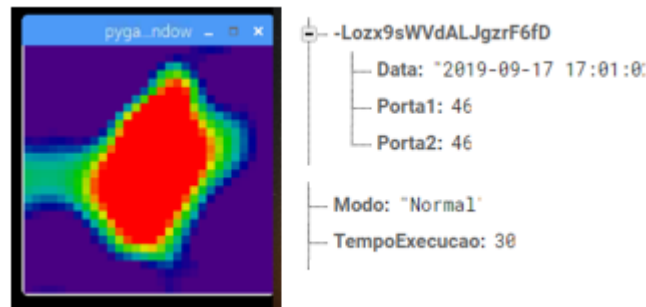 pyga...ndow
-Lozx9sWVdALJgzrF6fD
Data: "2019-09-17 17:01:0
Porta1: 46
Porta2: 46
Modo: "Normal"
TempoExecucao: 30